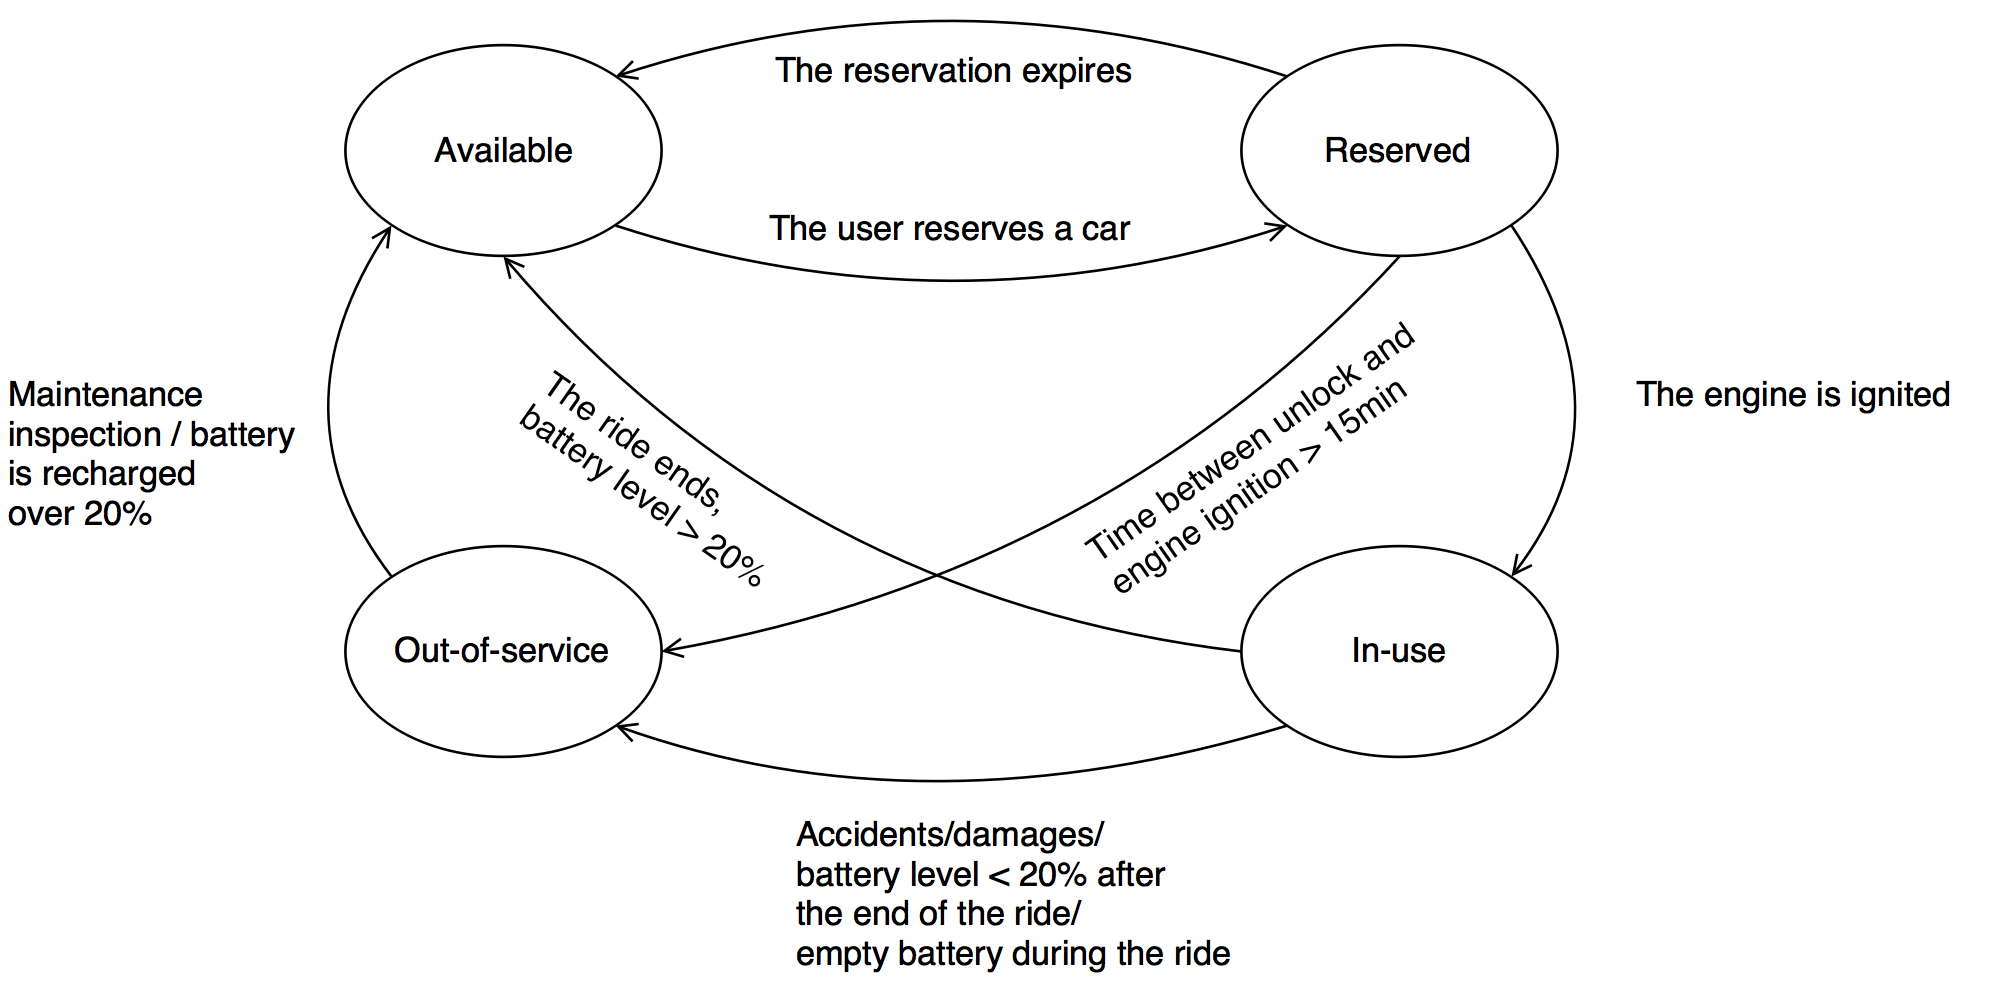 The reservation expires
Available
Reserved
The user reserves a car
Maintenance
inspection / battery
is recharged
over 20%
The ride ends,
battery level > 20%
Time between unlock and
engine ignition > 15min
The engine is ignited
Out-of-service
In-use
Accidents/damages/
battery level < 20% after
the end of the ride/
empty battery during the ride